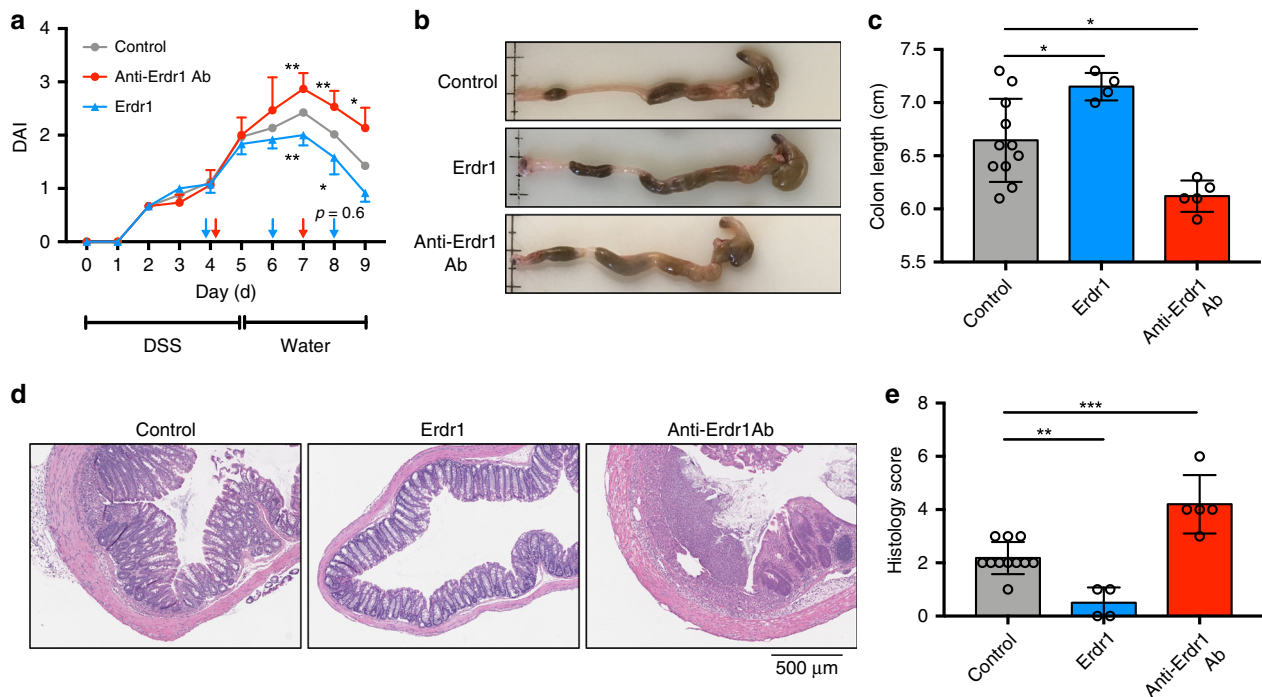 a
4
3
2
1
0
DAI
Control
Anti-Erdr1 Ab
Erdr1
**
**
*
**
*
p = 0.6
0 1 2 3 4 5 6 7 8 9
Day (d)
DSS
Water
b
Control
Erdr1
Anti-Erdr1
Ab
c
*
*
7.5
7.0
6.5
6.0
5.5
Colon length (cm)
Control
Erdr1
Anti-Erdr1
Ab
d
Control
Erdr1
Anti-Erdr1Ab
500 μm
e
***
**
8
6
4
2
0
Histology score
Control
Erdr1
Anti-Erdr1
Ab